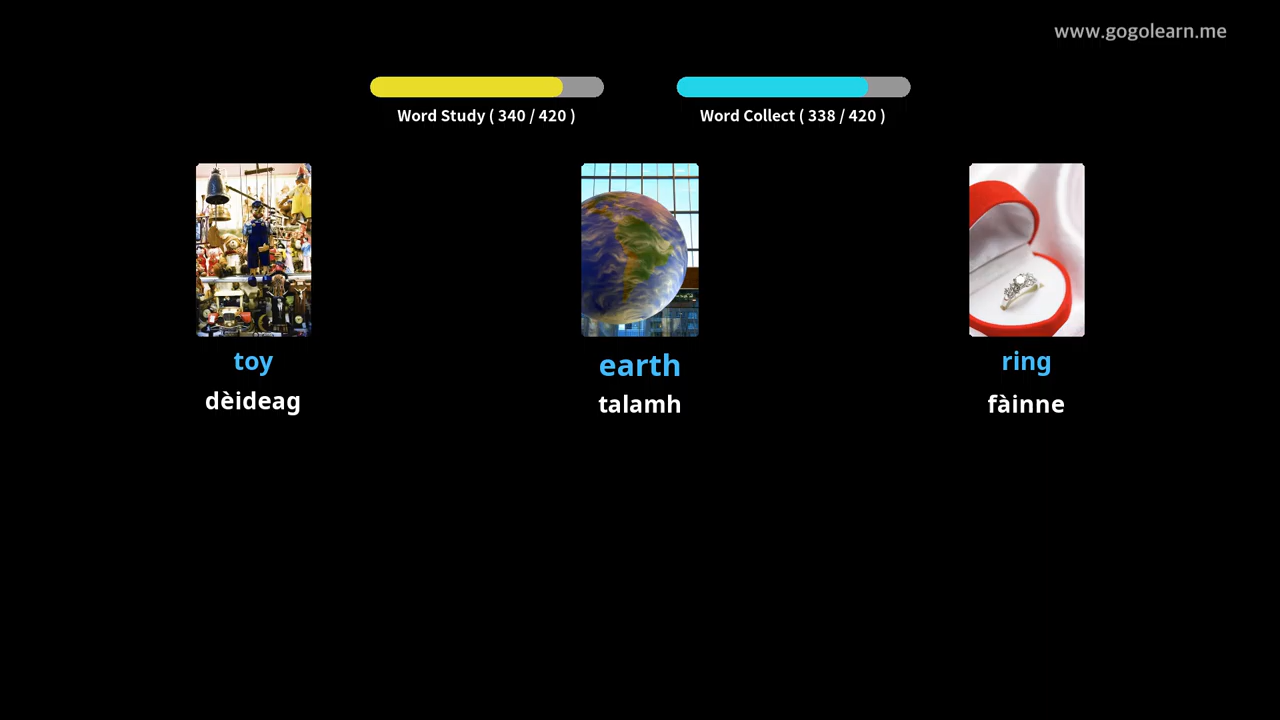 www.gogolearn.me
Word Study ( 340 / 420 )
Word Collect ( 338 / 420 )
toy
earth
ring
dèideag
talamh
fàinne